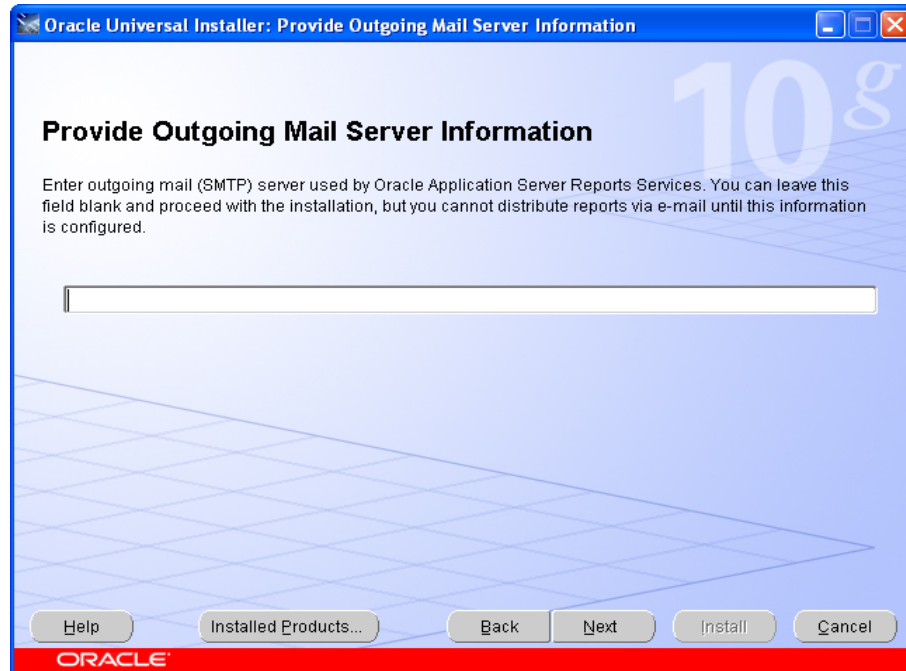 Oracle Universal Installer: Provide Outgoing Mail Server Information
10g
Provide Outgoing Mail Server Information
Enter outgoing mail (SMTP) server used by Oracle Application Server Reports Services. You can leave this
field blank and proceed with the installation, but you cannot distribute reports via e-mail until this information
is configured.
Help Installed Products... Back Next Install Cancel
ORACLE